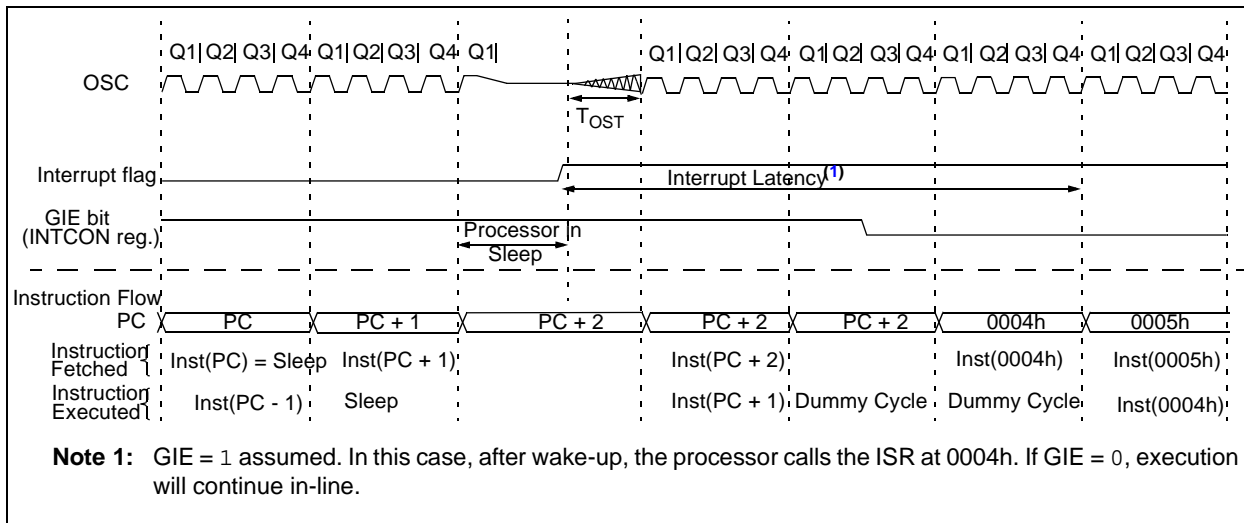 Q1| Q2| Q3| Q4 Q1| Q2| Q3| Q4 Q1| Q1| Q2| Q3| Q4 Q1| Q2| Q3| Q4 Q1| Q2| Q3| Q4 Q1| Q2| Q3| Q4
OSC
TOST
Interrupt flag
Interrupt Latency(1)
GIE bit
(INTCON reg.)
Processor in
Sleep
Instruction Flow
PC PC PC + 1 PC + 2 PC + 2 PC + 2 0004h 0005h
Instruction
Fetched Inst(PC) = Sleep Inst(PC + 1) Inst(PC + 2) Inst(0004h) Inst(0005h)
Instruction
Executed Inst(PC - 1) Sleep Inst(PC + 1) Dummy Cycle Dummy Cycle Inst(0004h)
Note 1: GIE = 1 assumed. In this case, after wake-up, the processor calls the ISR at 0004h. If GIE = 0, execution
will continue in-line.